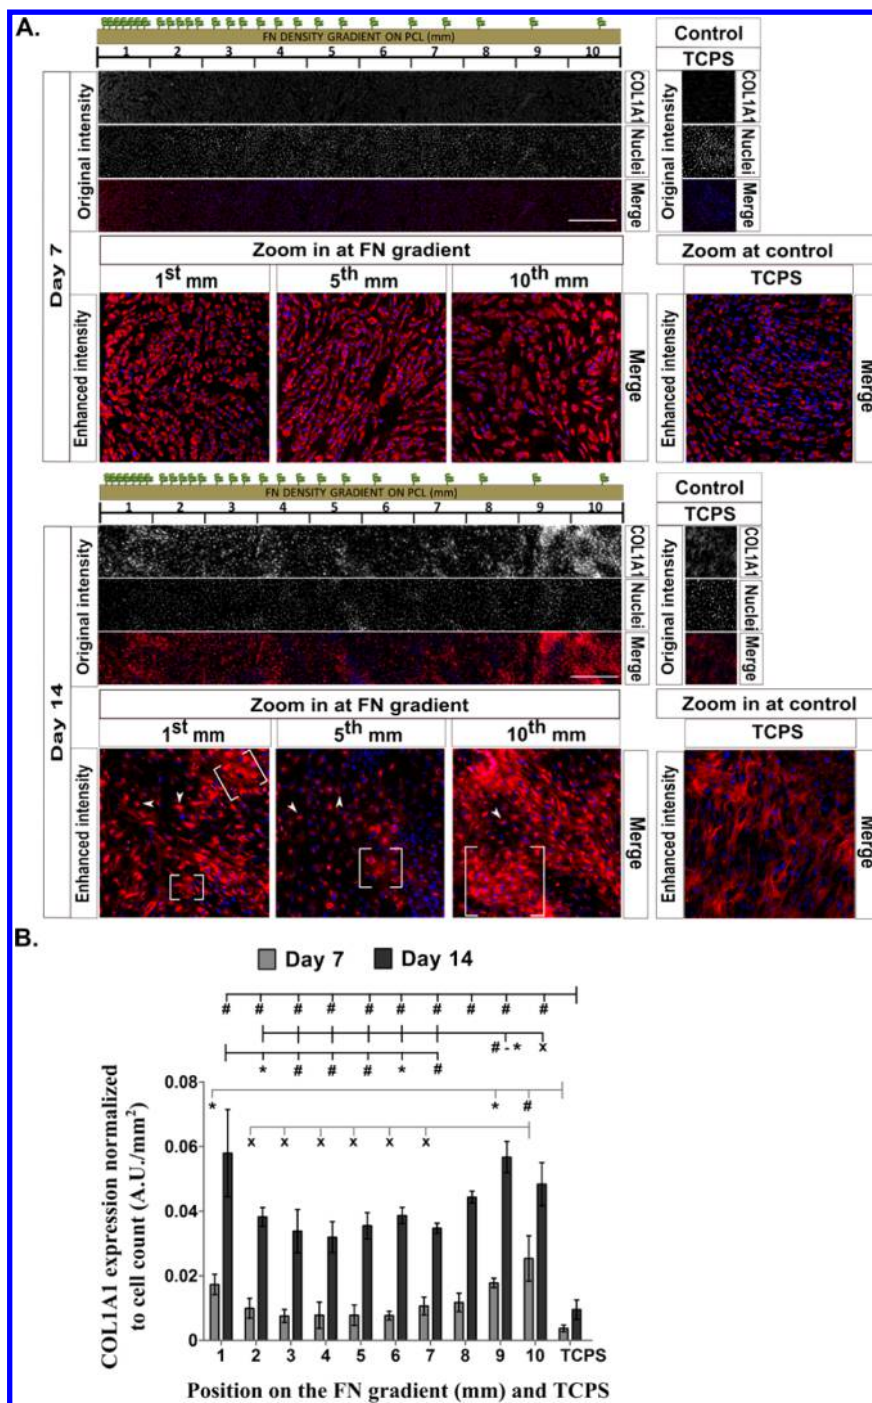 A.
FN DENSITY GRADIENT ON PCL (mm)
1 2 3 4 5 6 7 8 9 10
Control
TCPS
Day 7
Original intensity
COL1A1
Nuclei
Merge
Original intensity
COL1A1
Nuclei
Merge
Zoom in at FN gradient
Zoom at control
1st mm
5th mm
10th mm
TCPS
Enhanced intensity
Merge
Enhanced intensity
Merge
FN DENSITY GRADIENT ON PCL (mm)
1 2 3 4 5 6 7 8 9 10
Control
TCPS
Day 14
Original intensity
COL1A1
Nuclei
Merge
Original intensity
COL1A1
Nuclei
Merge
Zoom in at FN gradient
Zoom in at control
1st mm
5th mm
10th mm
TCPS
Enhanced intensity
Merge
Enhanced intensity
Merge
B.
Day 7 Day 14
# # # # # # # # # #
# - * x
* # # # * #
* * #
x x x x x x
COL1A1 expression normalized
to cell count (A.U./mm²)
0.08
0.06
0.04
0.02
0
1 2 3 4 5 6 7 8 9 10 TCPS
Position on the FN gradient (mm) and TCPS